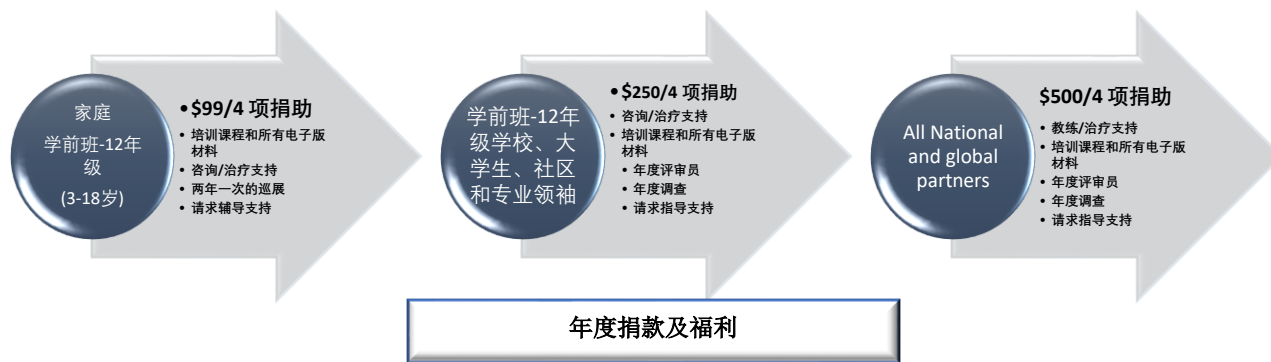 家庭
学前班-12年
级
(3-18岁)
•$99/4 项捐助
• 培训课程和所有电子版
材料
• 咨询/治疗支持
• 两年一次的巡展
• 请求辅导支持
学前班-12年
级学校、大
学生、社区
和专业领袖
•$250/4 项捐助
• 咨询/治疗支持
• 培训课程和所有电子版
材料
• 年度评审员
• 年度调查
• 请求指导支持
All National
and global
partners
$500/4 项捐助
• 教练/治疗支持
• 培训课程和所有电子版
材料
• 年度评审员
• 年度调查
• 请求指导支持
年度捐款及福利